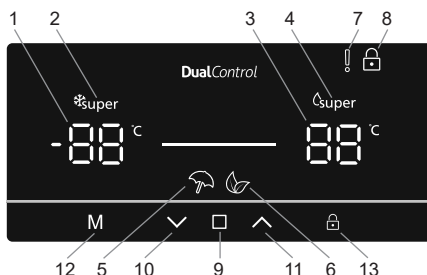 1 2 3 4 7 8
DualControl
super super
-88 °C 88 °C
M
12 5 10 9 11 6 13